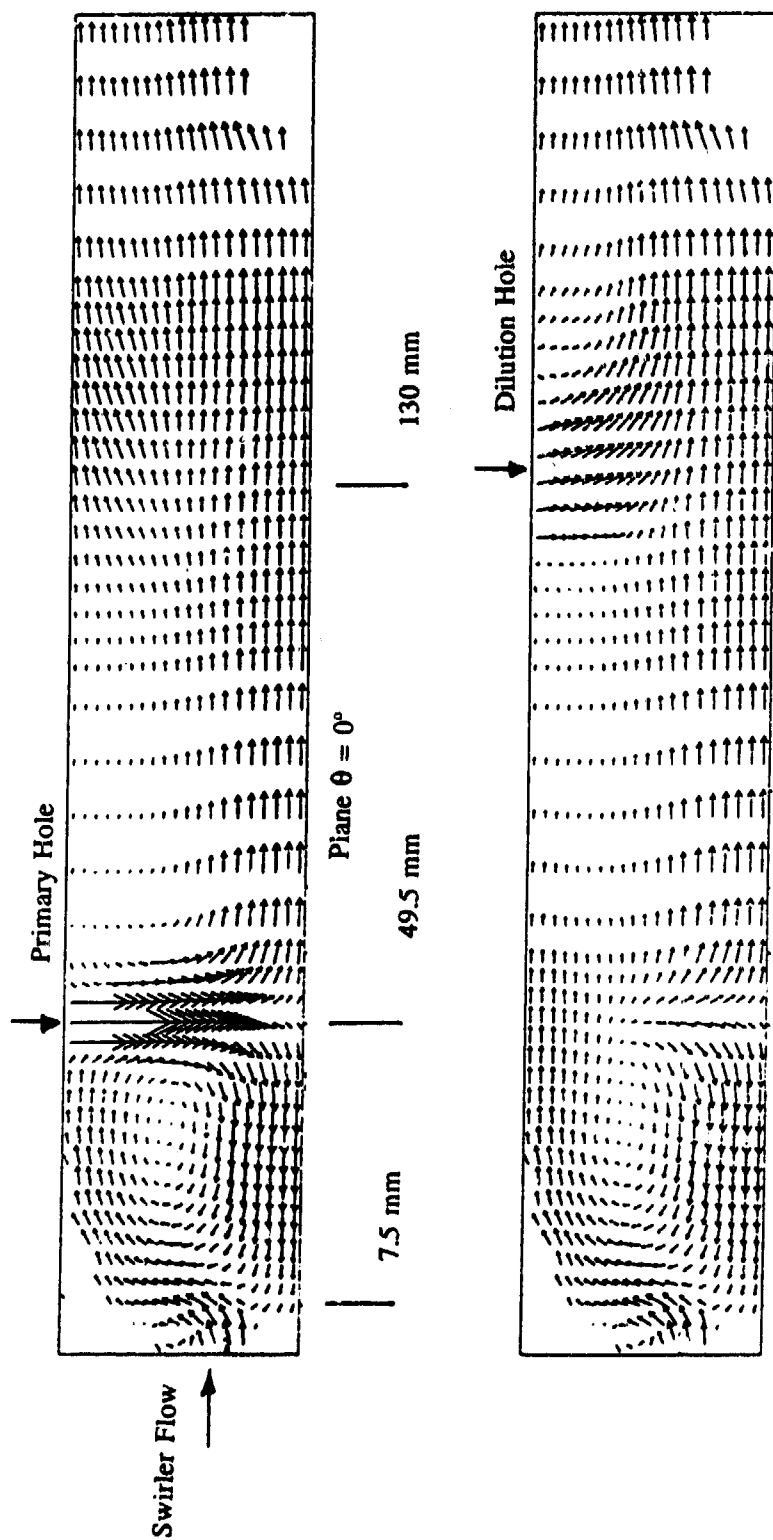 Swirler Flow
Primary Hole
7.5 mm
49.5 mm
130 mm
Plane θ = 0°
Dilution Hole